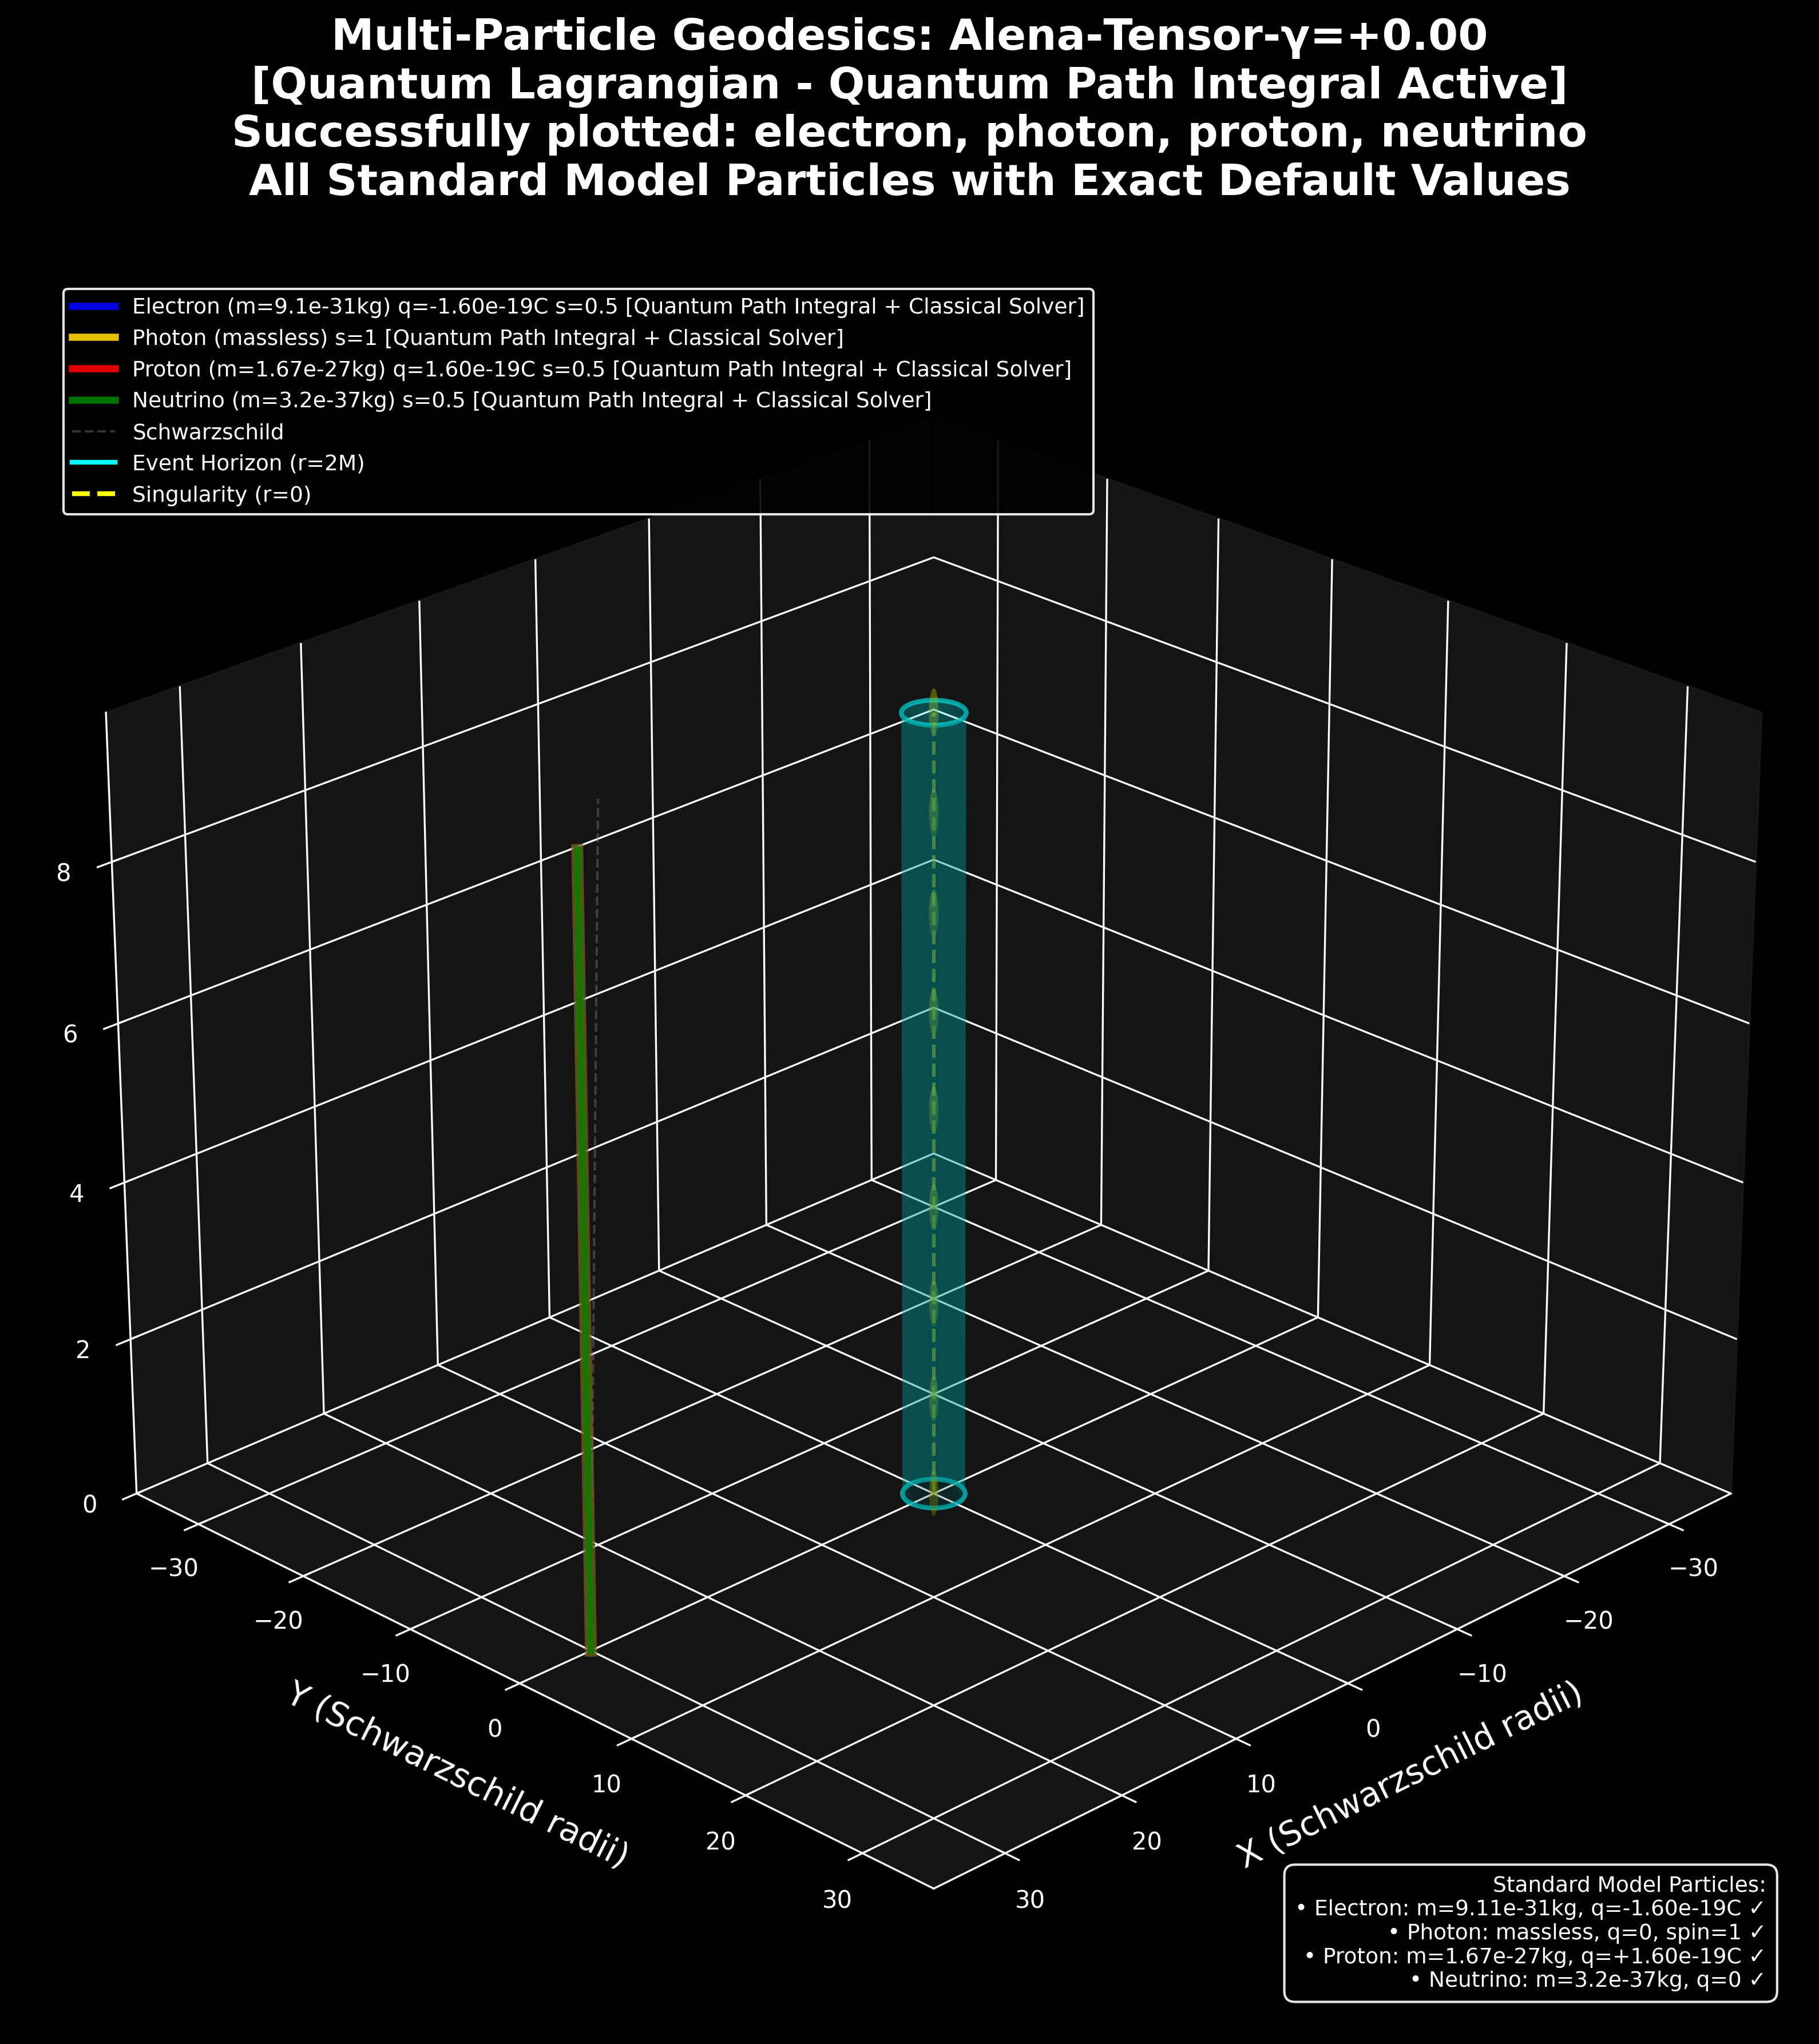 Multi-Particle Geodesics: Alena-Tensor-γ=+0.00
[Quantum Lagrangian - Quantum Path Integral Active]
Successfully plotted: electron, photon, proton, neutrino
All Standard Model Particles with Exact Default Values
Electron (m=9.1e-31kg) q=-1.60e-19C s=0.5 [Quantum Path Integral + Classical Solver]
Photon (massless) s=1 [Quantum Path Integral + Classical Solver]
Proton (m=1.67e-27kg) q=1.60e-19C s=0.5 [Quantum Path Integral + Classical Solver]
Neutrino (m=3.2e-37kg) s=0.5 [Quantum Path Integral + Classical Solver]
Schwarzschild
Event Horizon (r=2M)
Singularity (r=0)
8
6
4
2
0
−30
−20
−10
0
10
20
30
Y (Schwarzschild radii)
−30
−20
−10
0
10
20
30
X (Schwarzschild radii)
Standard Model Particles:
• Electron: m=9.11e-31kg, q=-1.60e-19C ✓
• Photon: massless, q=0, spin=1 ✓
• Proton: m=1.67e-27kg, q=+1.60e-19C ✓
• Neutrino: m=3.2e-37kg, q=0 ✓